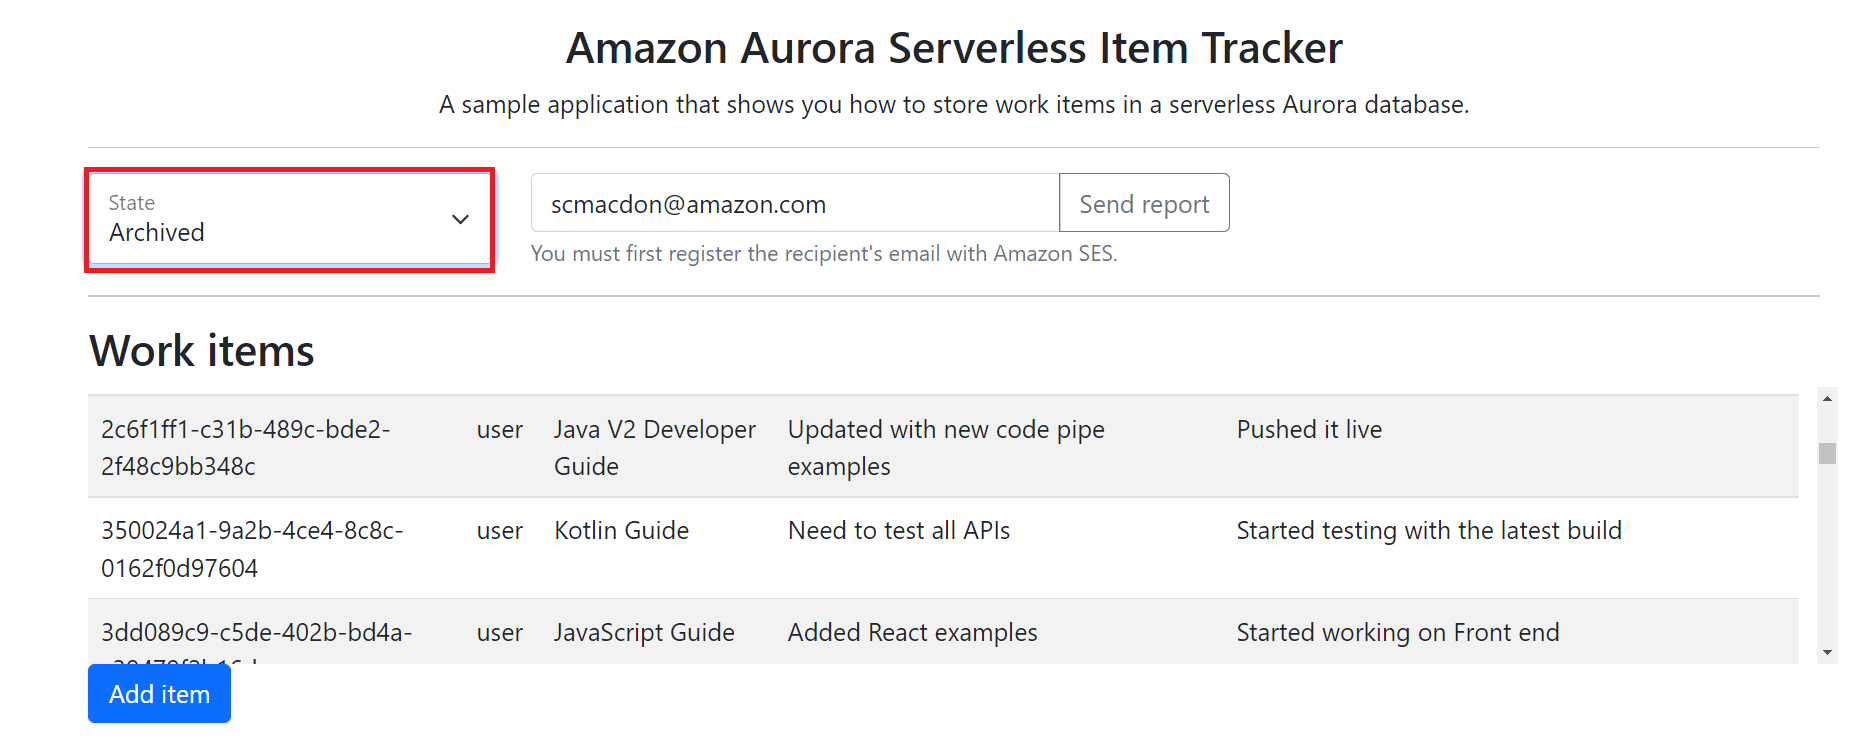 Amazon Aurora Serverless Item Tracker
A sample application that shows you how to store work items in a serverless Aurora database.
State
Archived
scmacdon@amazon.com
Send report
You must first register the recipient's email with Amazon SES.
Work items
2c6f1ff1-c31b-489c-bde2-
2f48c9bb348c
user
Java V2 Developer
Guide
Updated with new code pipe
examples
Pushed it live
350024a1-9a2b-4ce4-8c8c-
0162f0d97604
user
Kotlin Guide
Need to test all APIs
Started testing with the latest build
3dd089c9-c5de-402b-bd4a-
user
JavaScript Guide
Added React examples
Started working on Front end
Add item